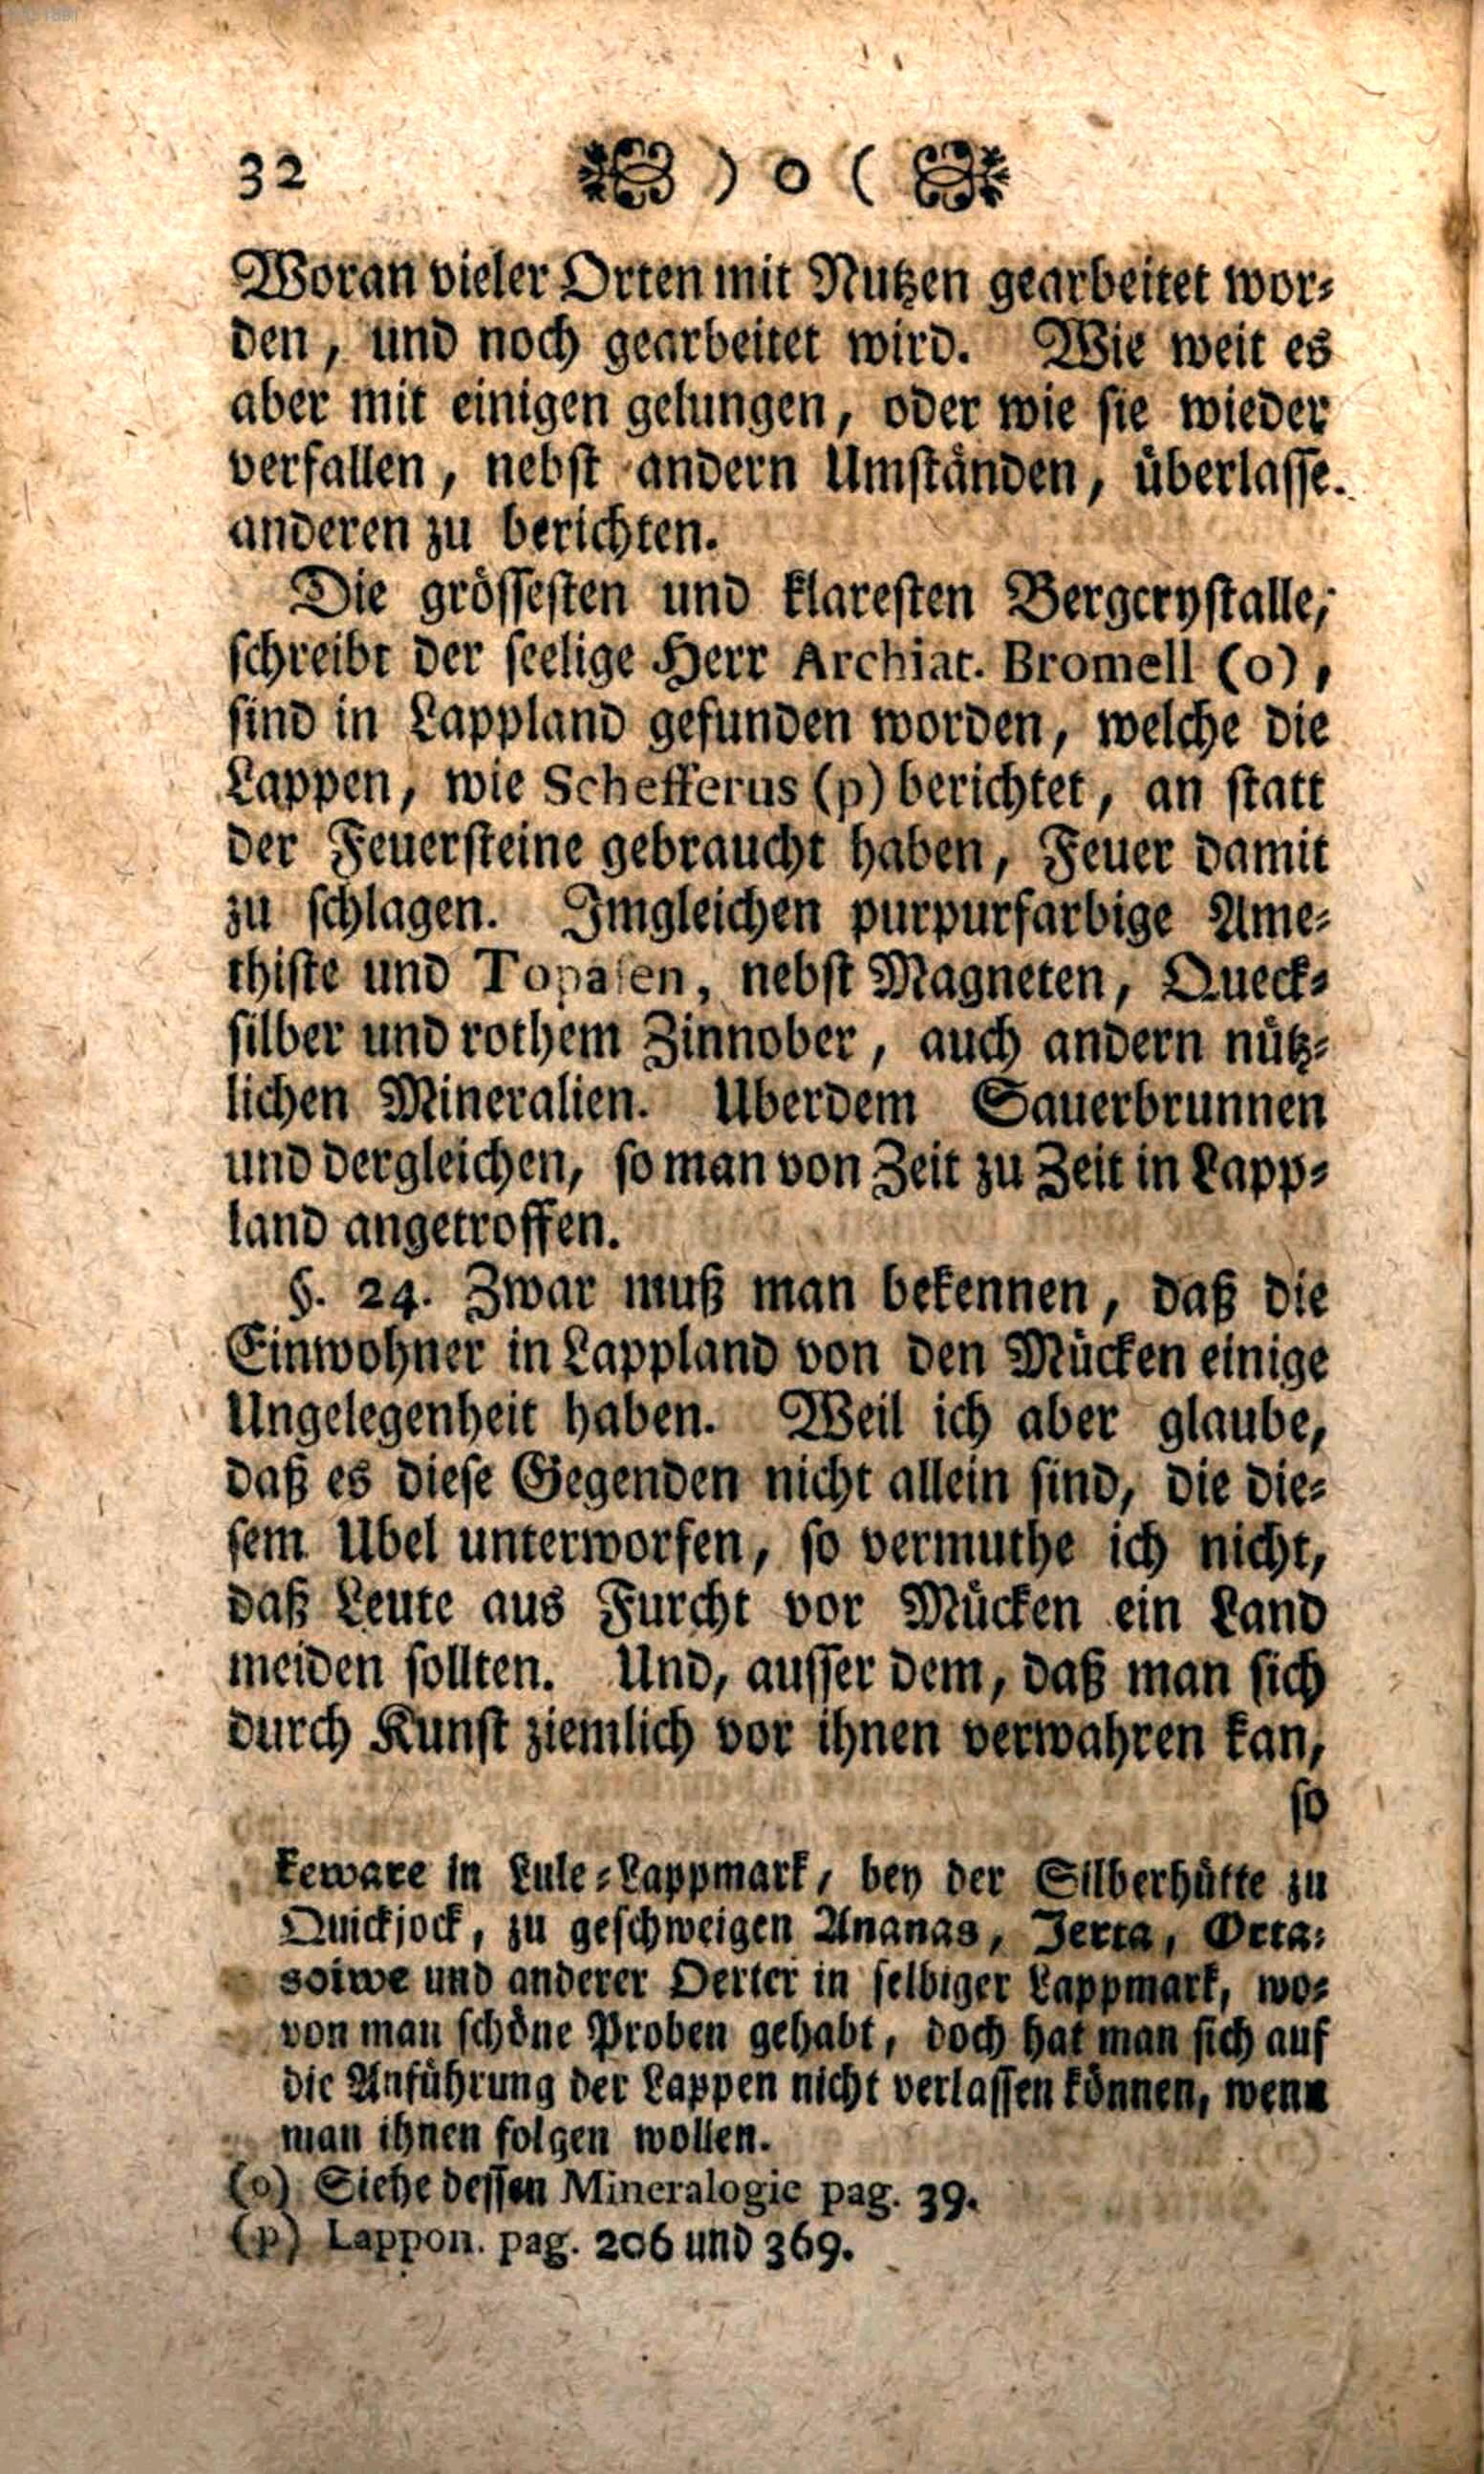 32 ) o (
Woran vieler Orten mit Nutzen gearbeitet wor-
den, und noch gearbeitet wird. Wie weit es
aber mit einigen gelungen, oder wie sie wieder
verfallen, nebst andern Umständen, überlasse
anderen zu berichten.
Die grössesten und klaresten Bergcrystalle,
schreibt der seelige Herr Archiat. Bromell (o),
sind in Lappland gefunden worden, welche die
Lappen, wie Schefferus (p) berichtet, an statt
der Feuersteine gebraucht haben, Feuer damit
zu schlagen. Imgleichen purpurfarbige Ame-
thiste und Topasen, nebst Magneten, Queck-
silber und rothem Zinnober, auch andern nütz-
lichen Mineralien. Uberdem Sauerbrunnen
und dergleichen, so man von Zeit zu Zeit in Lapp-
land angetroffen.
§. 24. Zwar muß man bekennen, daß die
Einwohner in Lappland von den Mücken einige
Ungelegenheit haben. Weil ich aber glaube,
daß es diese Gegenden nicht allein sind, die die-
sem Ubel unterworfen, so vermuthe ich nicht,
daß Leute aus Furcht vor Mücken ein Land
meiden sollten. Und, ausser dem, daß man sich
durch Kunst ziemlich vor ihnen verwahren kan,
so
keware in Lule-Lappmark, bey der Silberhütte zu
Quickjock, zu geschweigen Ananas, Jerta, Orta-
soiwe und anderer Oerter in selbiger Lappmark, wo-
von man schöne Proben gehabt, doch hat man sich auf
die Anführung der Lappen nicht verlassen können, wenn
man ihnen folgen wollen.
(o) Siehe dessen Mineralogie pag. 39.
(p) Lappon. pag. 206 und 369.